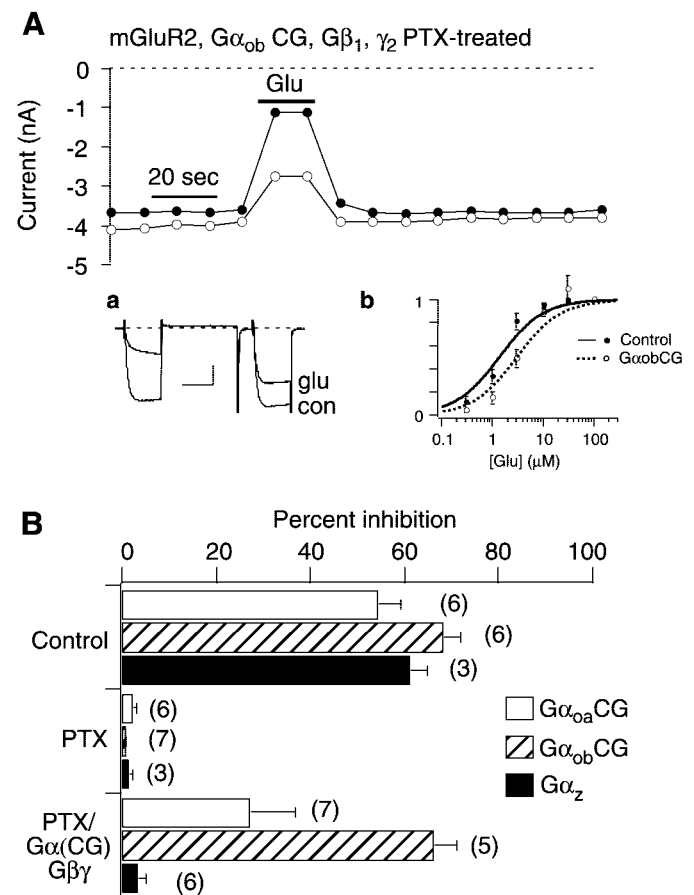 A
mGluR2, Gαob CG, Gβ1, γ2 PTX-treated
0
-1
-2
-3
-4
-5
Current (nA)
Glu
20 sec
a
glu
con
b
1
0
0.1 1 10 100
[Glu] (μM)
Control
GαobCG
B
Percent inhibition
0 20 40 60 80 100
Control
(6)
(6)
(3)
PTX
(6)
(7)
(3)
PTX/
Gα(CG)
Gβγ
(7)
(5)
(6)
GαoaCG
GαobCG
Gαz